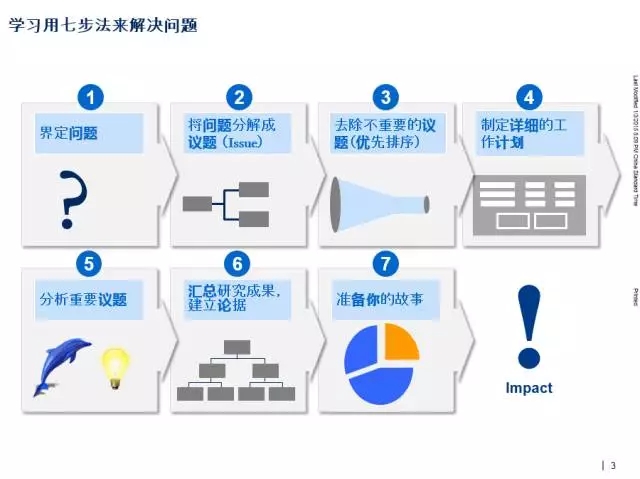 学习用七步法来解决问题
1
界定问题
2
将问题分解成
议题 (Issue)
3
去除不重要的议
题(优先排序)
4
制定详细的工
作计划
5
分析重要议题
6
汇总研究成果,
建立论据
7
准备你的故事
Impact
Last Modified 1/3/2015 5:09 PM China Standard Time
Printed
3